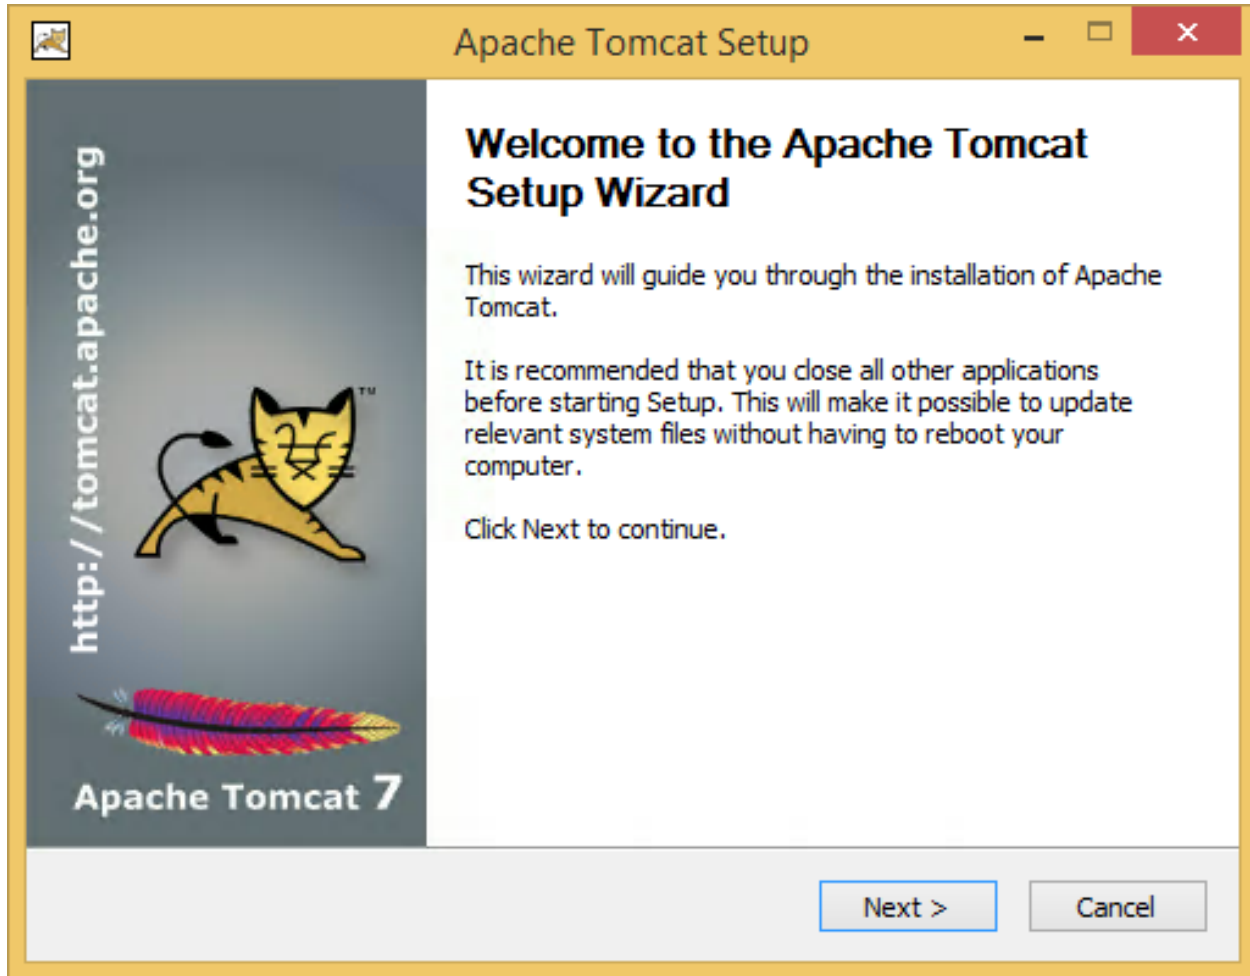 Apache Tomcat Setup
http://tomcat.apache.org
TM
Apache Tomcat 7
Welcome to the Apache Tomcat
Setup Wizard
This wizard will guide you through the installation of Apache
Tomcat.
It is recommended that you close all other applications
before starting Setup. This will make it possible to update
relevant system files without having to reboot your
computer.
Click Next to continue.
Next >
Cancel